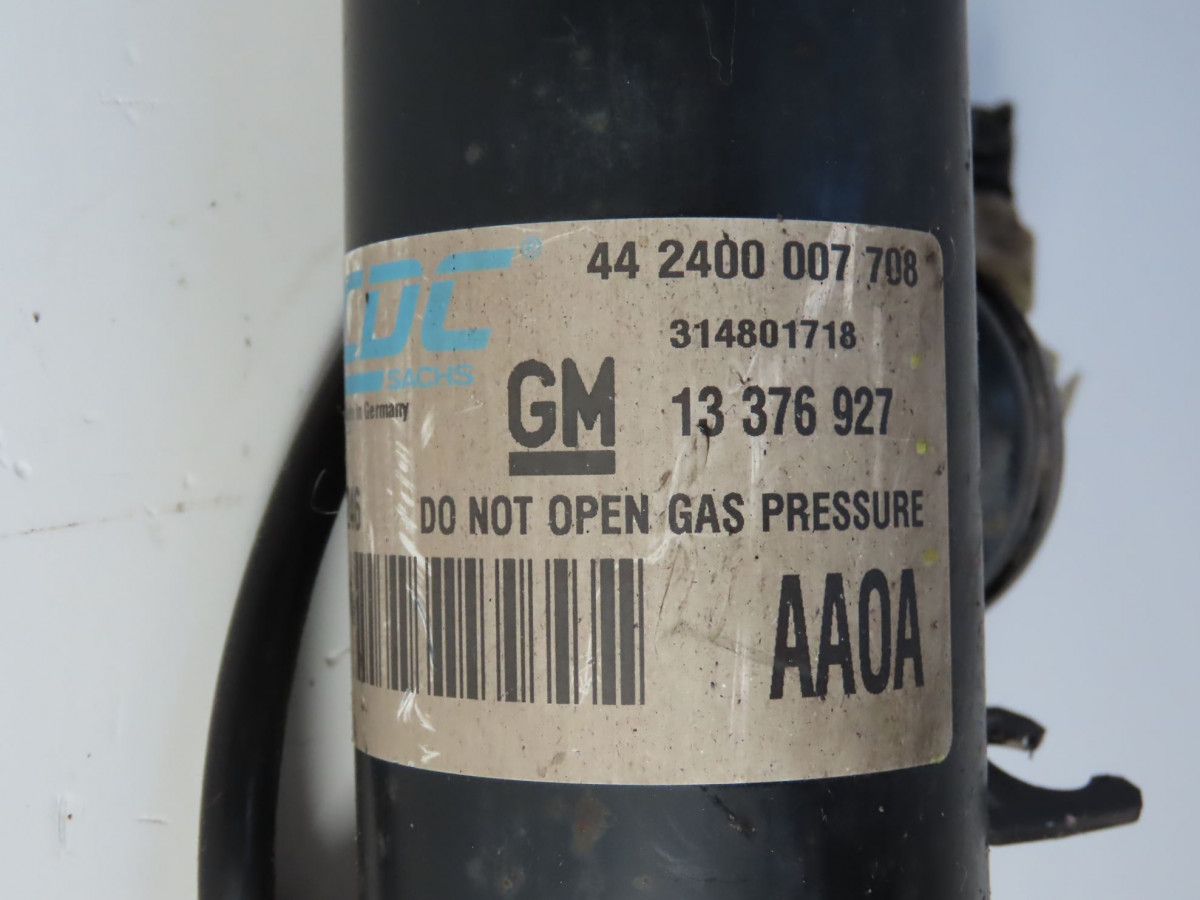 CDC®
44 2400 007 708
314801718
SACHS
in Germany
GM
13 376 927
DO NOT OPEN GAS PRESSURE
AA0A